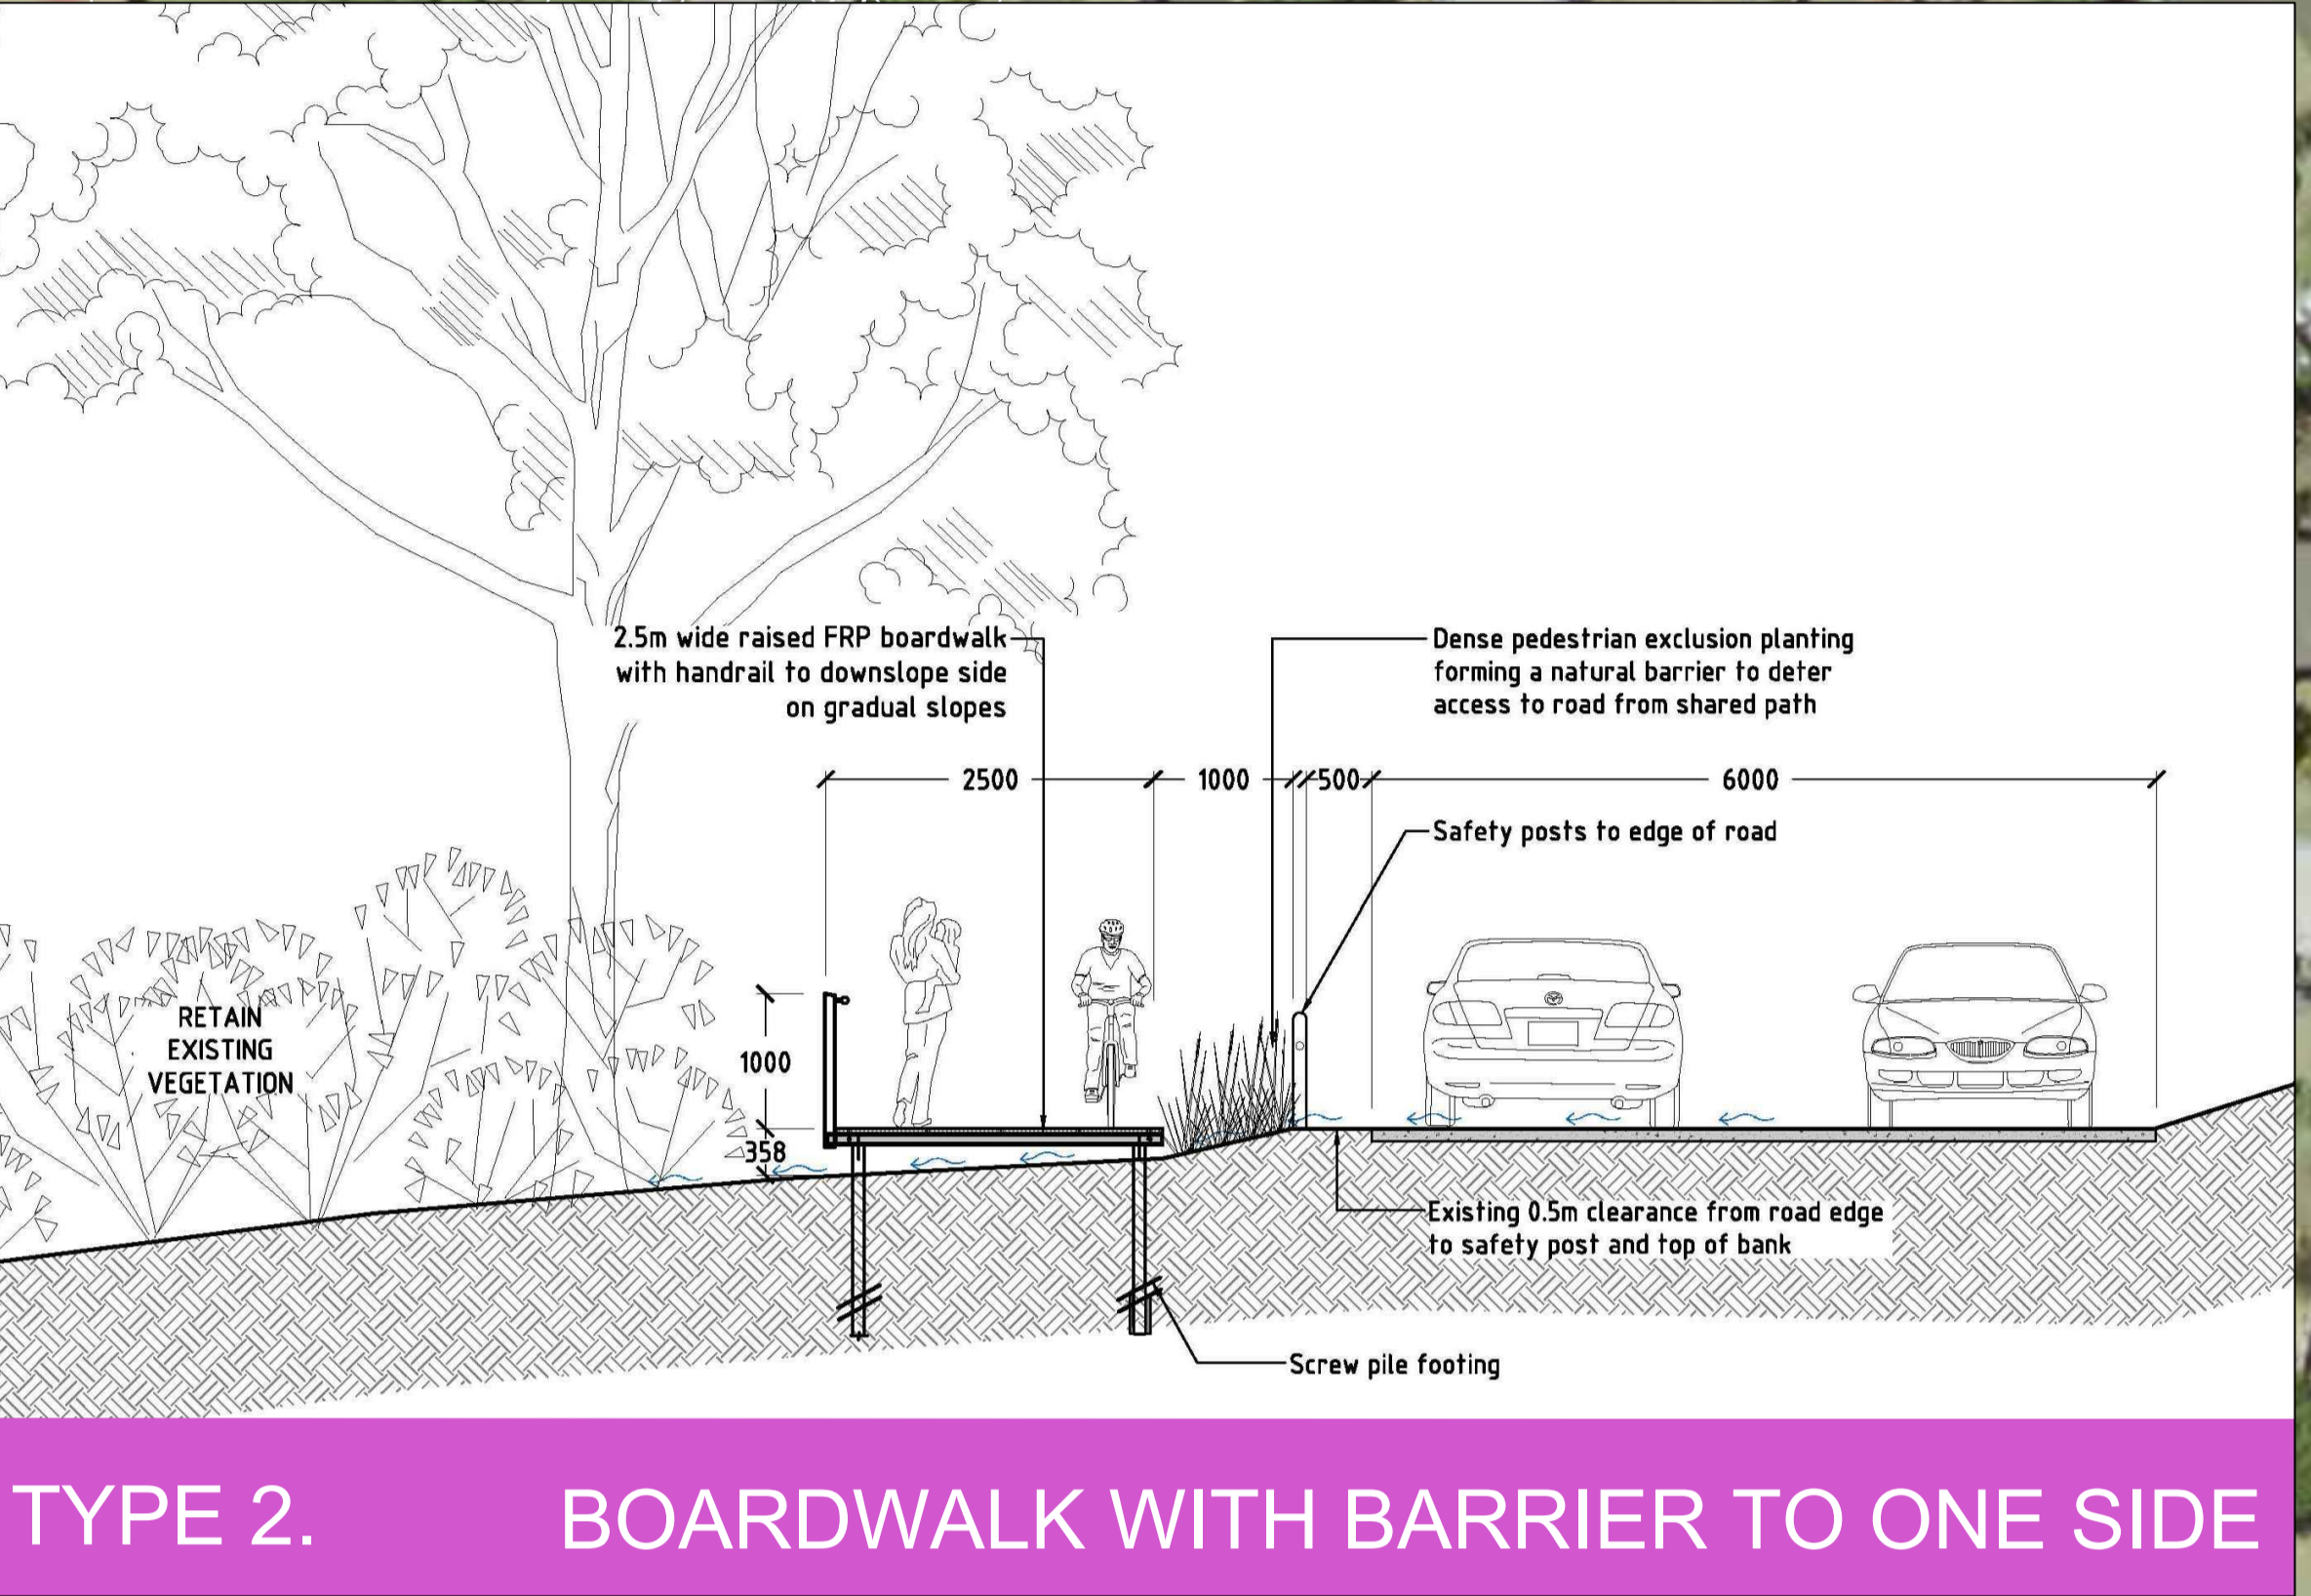 2.5m wide raised FRP boardwalk
with handrail to downslope side
on gradual slopes
Dense pedestrian exclusion planting
forming a natural barrier to deter
access to road from shared path
2500
1000
500
6000
Safety posts to edge of road
RETAIN
EXISTING
VEGETATION
1000
358
Existing 0.5m clearance from road edge
to safety post and top of bank
Screw pile footing
TYPE 2.
BOARDWALK WITH BARRIER TO ONE SIDE